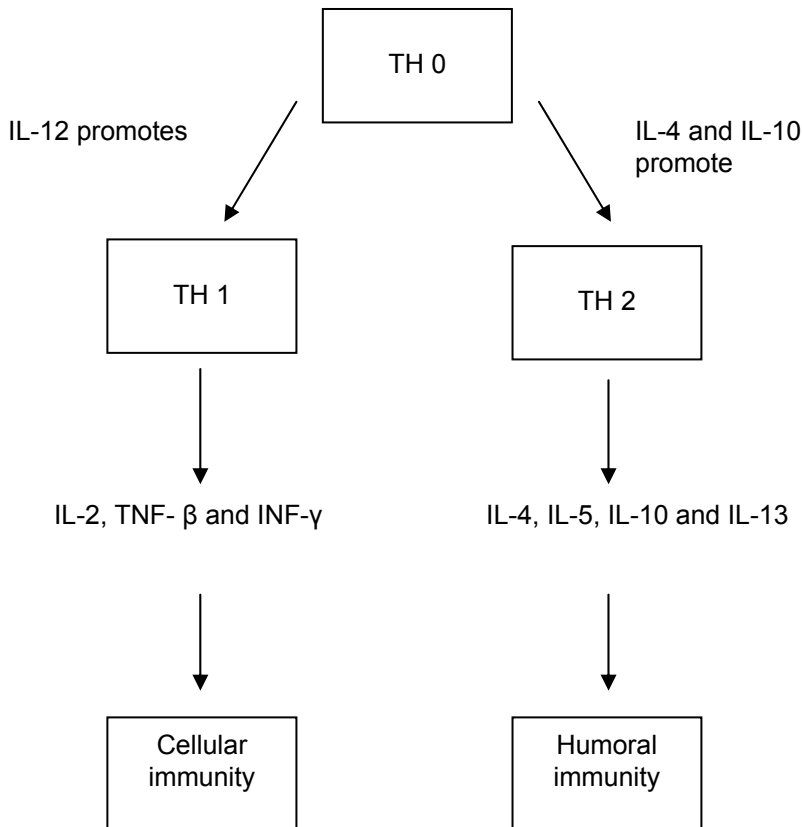 TH 0
IL-12 promotes
IL-4 and IL-10
promote
TH 1
TH 2
IL-2, TNF- β and INF-γ
IL-4, IL-5, IL-10 and IL-13
Cellular
immunity
Humoral
immunity